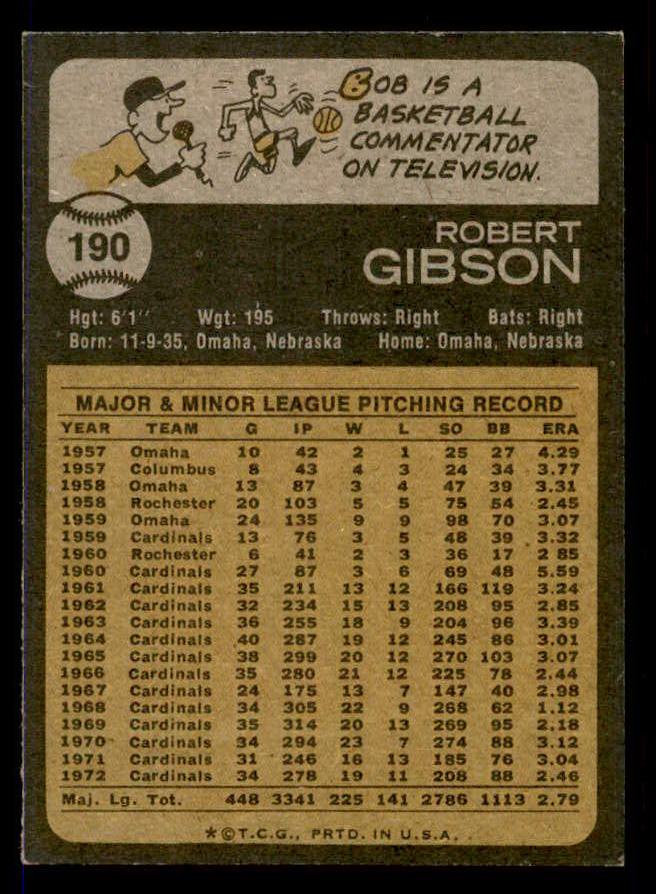 BOB IS A
BASKETBALL
COMMENTATOR
ON TELEVISION.
190
ROBERT
GIBSON
Hgt: 6'1" Wgt: 195 Throws: Right Bats: Right
Born: 11-9-35, Omaha, Nebraska Home: Omaha, Nebraska
MAJOR & MINOR LEAGUE PITCHING RECORD
YEAR TEAM G IP W L SO BB ERA
1957 Omaha 10 42 2 1 25 27 4.29
1957 Columbus 8 43 4 3 24 34 3.77
1958 Omaha 13 87 3 4 47 39 3.31
1958 Rochester 20 103 5 5 75 54 2.45
1959 Omaha 24 135 9 9 98 70 3.07
1959 Cardinals 13 76 3 5 48 39 3.32
1960 Rochester 6 41 2 3 36 17 2 85
1960 Cardinals 27 87 3 6 69 48 5.59
1961 Cardinals 35 211 13 12 166 119 3.24
1962 Cardinals 32 234 15 13 208 95 2.85
1963 Cardinals 36 255 18 9 204 96 3.39
1964 Cardinals 40 287 19 12 245 86 3.01
1965 Cardinals 38 299 20 12 270 103 3.07
1966 Cardinals 35 280 21 12 225 78 2.44
1967 Cardinals 24 175 13 7 147 40 2.98
1968 Cardinals 34 305 22 9 268 62 1.12
1969 Cardinals 35 314 20 13 269 95 2.18
1970 Cardinals 34 294 23 7 274 88 3.12
1971 Cardinals 31 246 16 13 185 76 3.04
1972 Cardinals 34 278 19 11 208 88 2.46
Maj. Lg. Tot. 448 3341 225 141 2786 1113 2.79
*©T.C.G., PRTD. IN U.S.A.